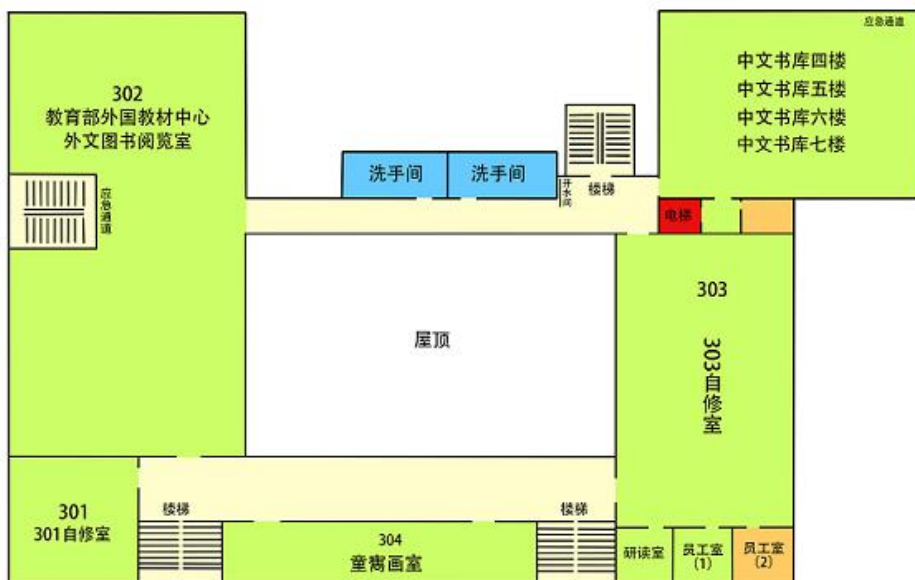 302
教育部外国教材中心
外文图书阅览室
应急通道
洗手间
洗手间
开水间
楼梯
应急通道
中文书库四楼
中文书库五楼
中文书库六楼
中文书库七楼
电梯
303
303自修室
屋顶
301
301自修室
楼梯
304
童寯画室
楼梯
研读室
员工室
(1)
员工室
(2)